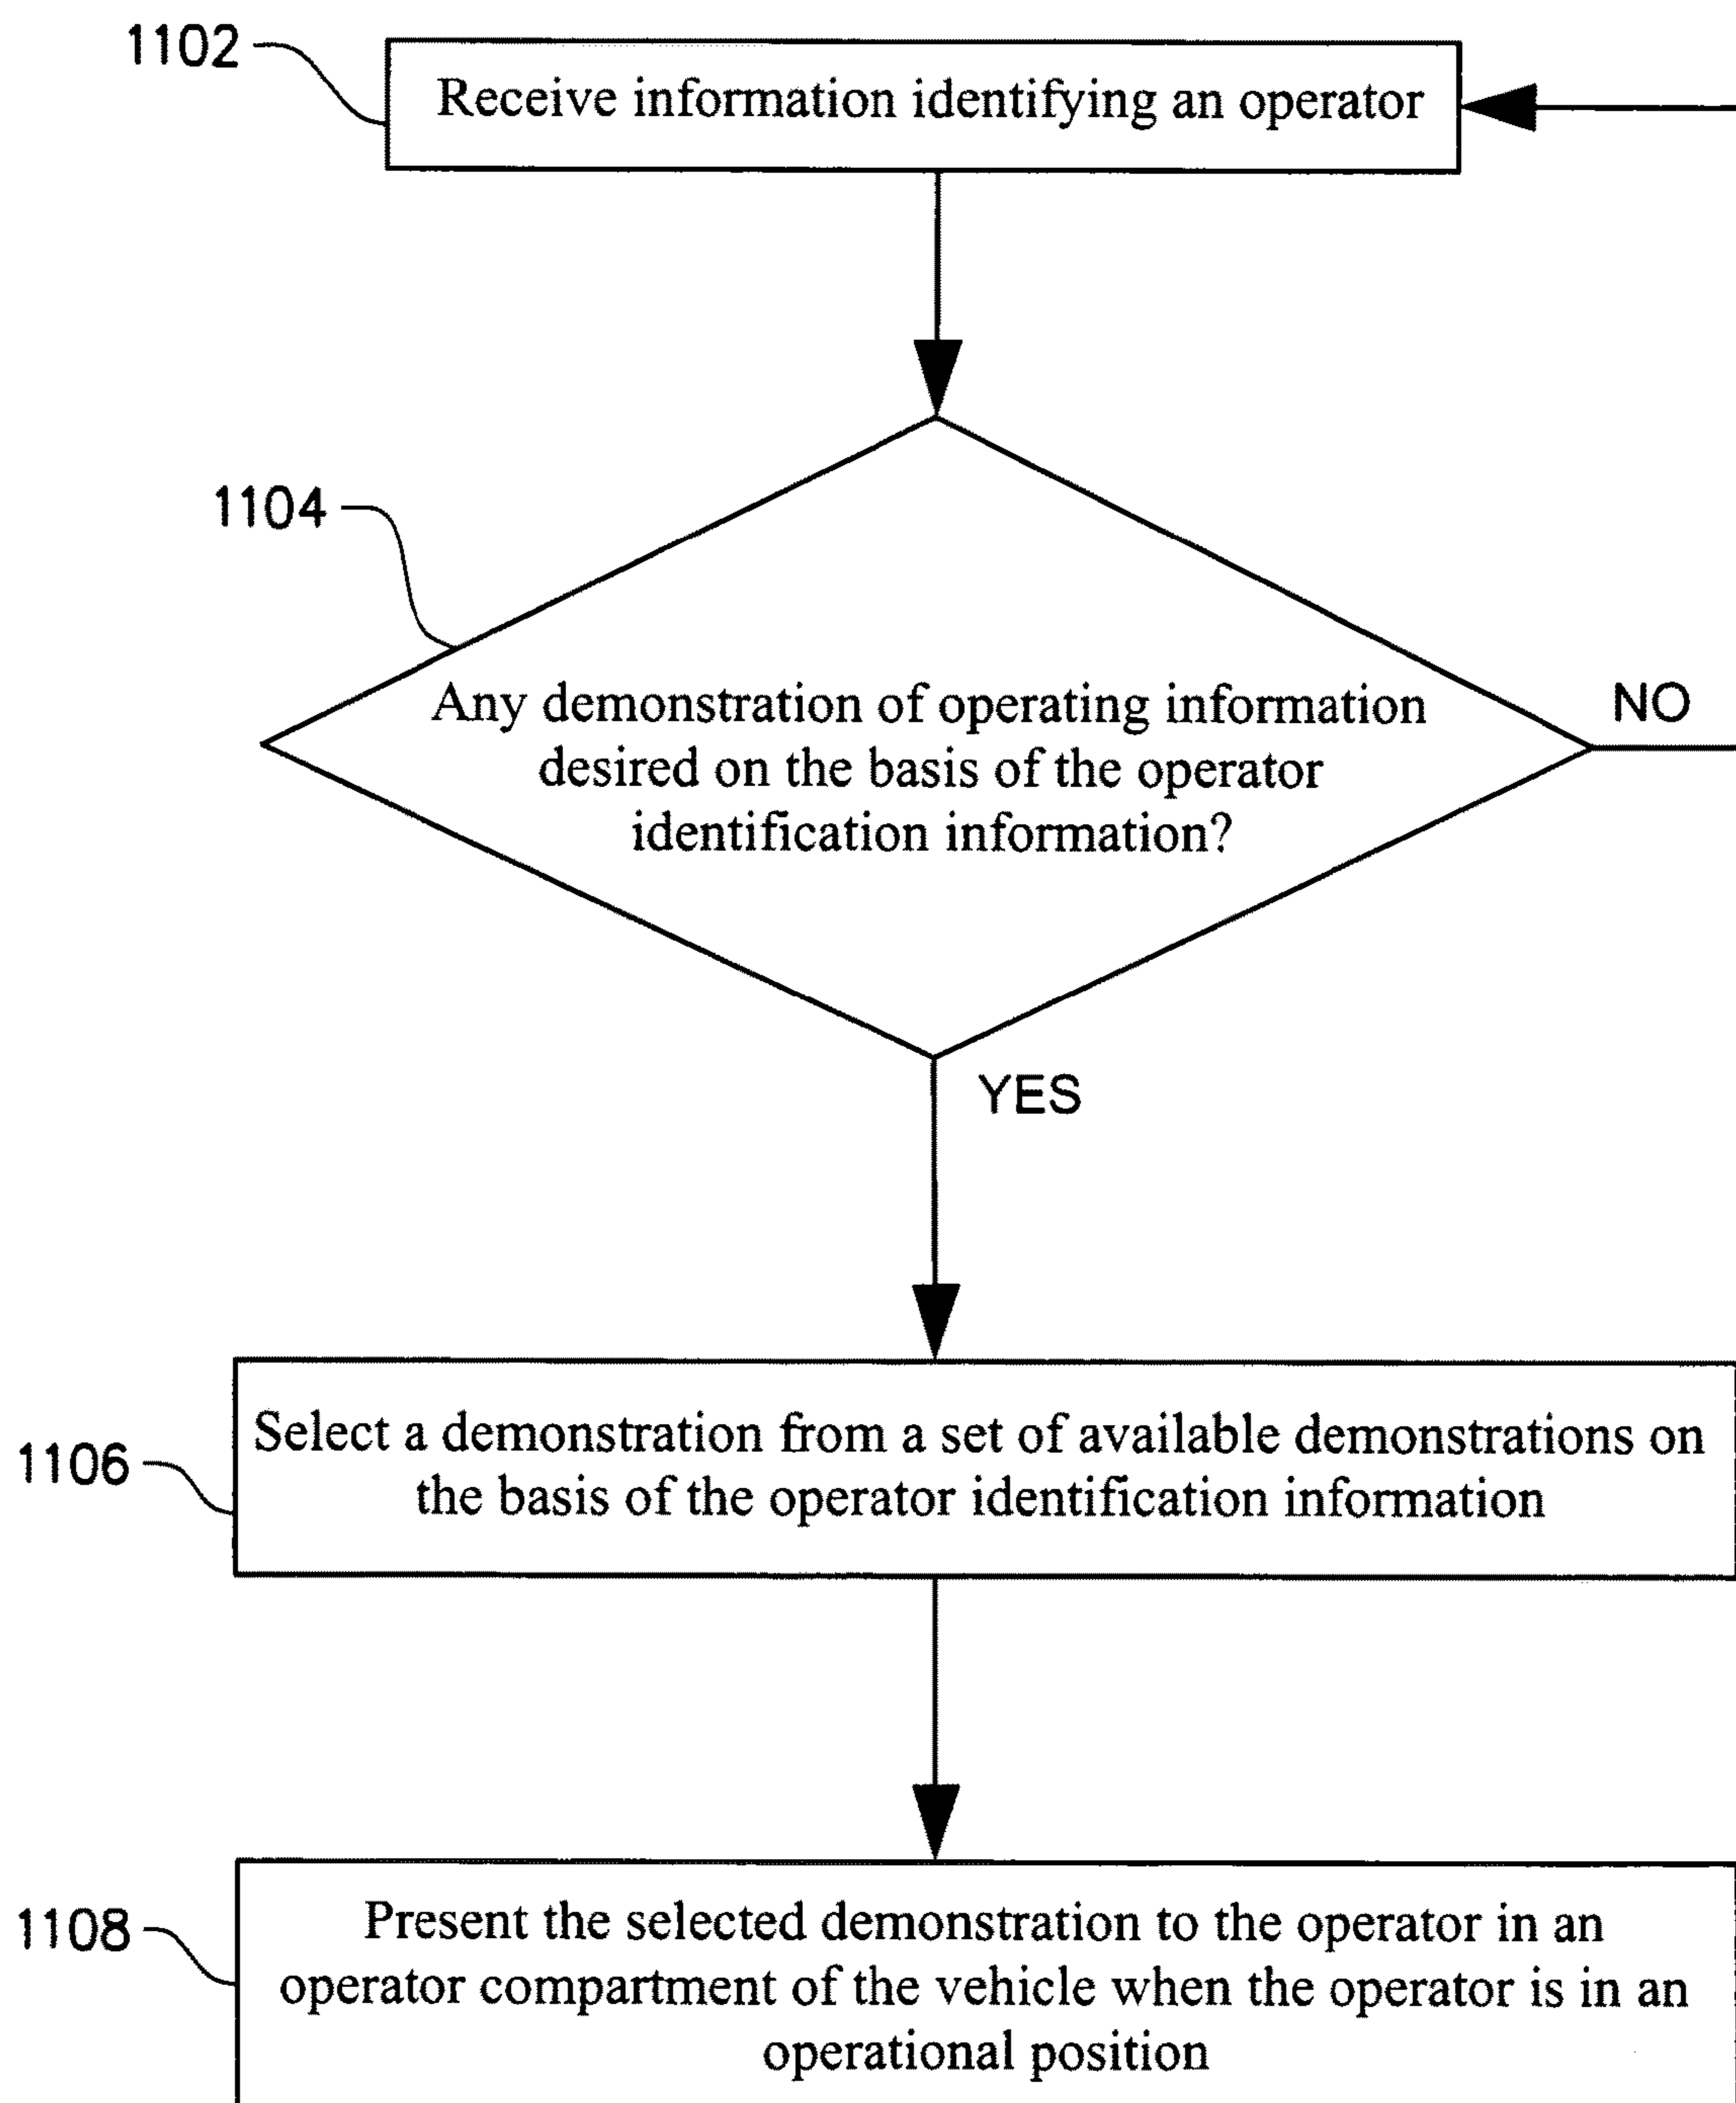 1102
Receive information identifying an operator
1104
Any demonstration of operating information
desired on the basis of the operator
identification information?
NO
YES
1106
Select a demonstration from a set of available demonstrations on
the basis of the operator identification information
1108
Present the selected demonstration to the operator in an
operator compartment of the vehicle when the operator is in an
operational position